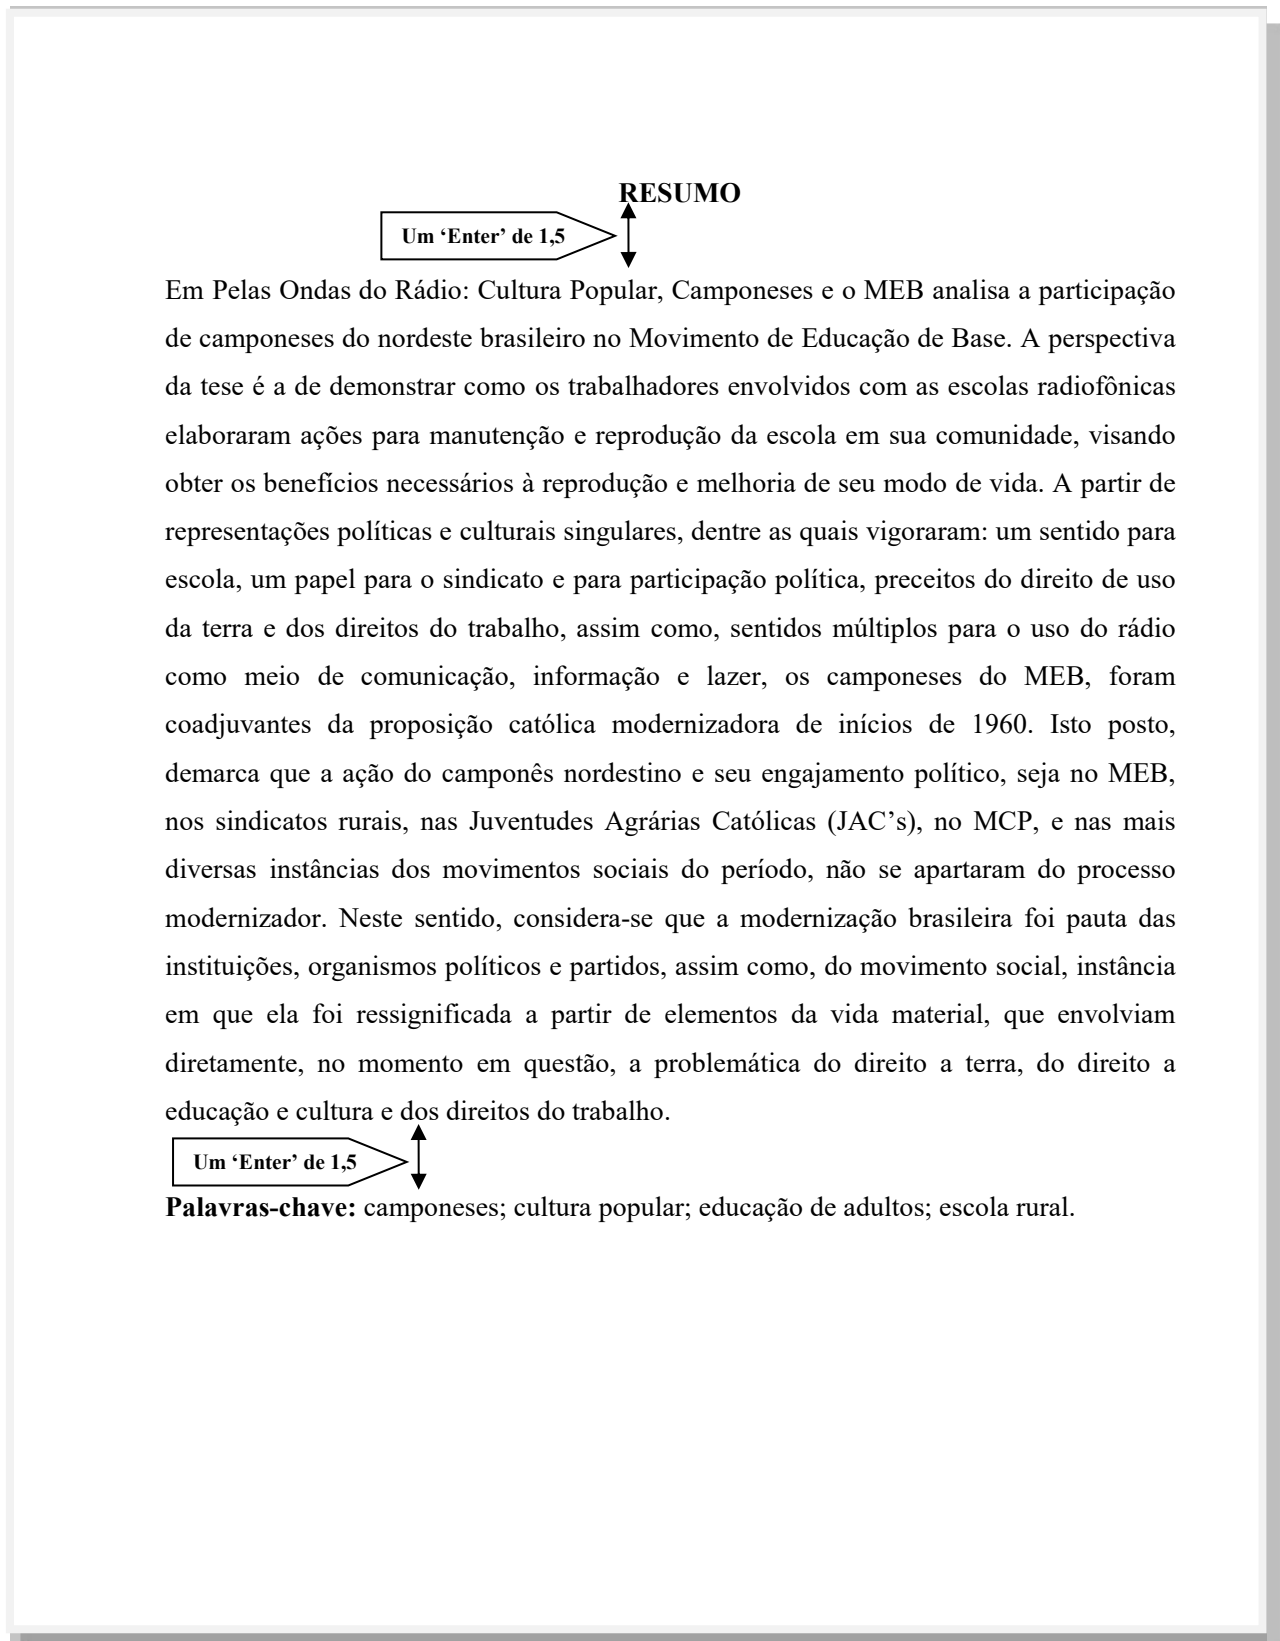 RESUMO
Um ‘Enter’ de 1,5
Em Pelas Ondas do Rádio: Cultura Popular, Camponeses e o MEB analisa a participação
de camponeses do nordeste brasileiro no Movimento de Educação de Base. A perspectiva
da tese é a de demonstrar como os trabalhadores envolvidos com as escolas radiofônicas
elaboraram ações para manutenção e reprodução da escola em sua comunidade, visando
obter os benefícios necessários à reprodução e melhoria de seu modo de vida. A partir de
representações políticas e culturais singulares, dentre as quais vigoraram: um sentido para
escola, um papel para o sindicato e para participação política, preceitos do direito de uso
da terra e dos direitos do trabalho, assim como, sentidos múltiplos para o uso do rádio
como meio de comunicação, informação e lazer, os camponeses do MEB, foram
coadjuvantes da proposição católica modernizadora de inícios de 1960. Isto posto,
demarca que a ação do camponês nordestino e seu engajamento político, seja no MEB,
nos sindicatos rurais, nas Juventudes Agrárias Católicas (JAC’s), no MCP, e nas mais
diversas instâncias dos movimentos sociais do período, não se apartaram do processo
modernizador. Neste sentido, considera-se que a modernização brasileira foi pauta das
instituições, organismos políticos e partidos, assim como, do movimento social, instância
em que ela foi ressignificada a partir de elementos da vida material, que envolviam
diretamente, no momento em questão, a problemática do direito a terra, do direito a
educação e cultura e dos direitos do trabalho.
Um ‘Enter’ de 1,5
Palavras-chave: camponeses; cultura popular; educação de adultos; escola rural.